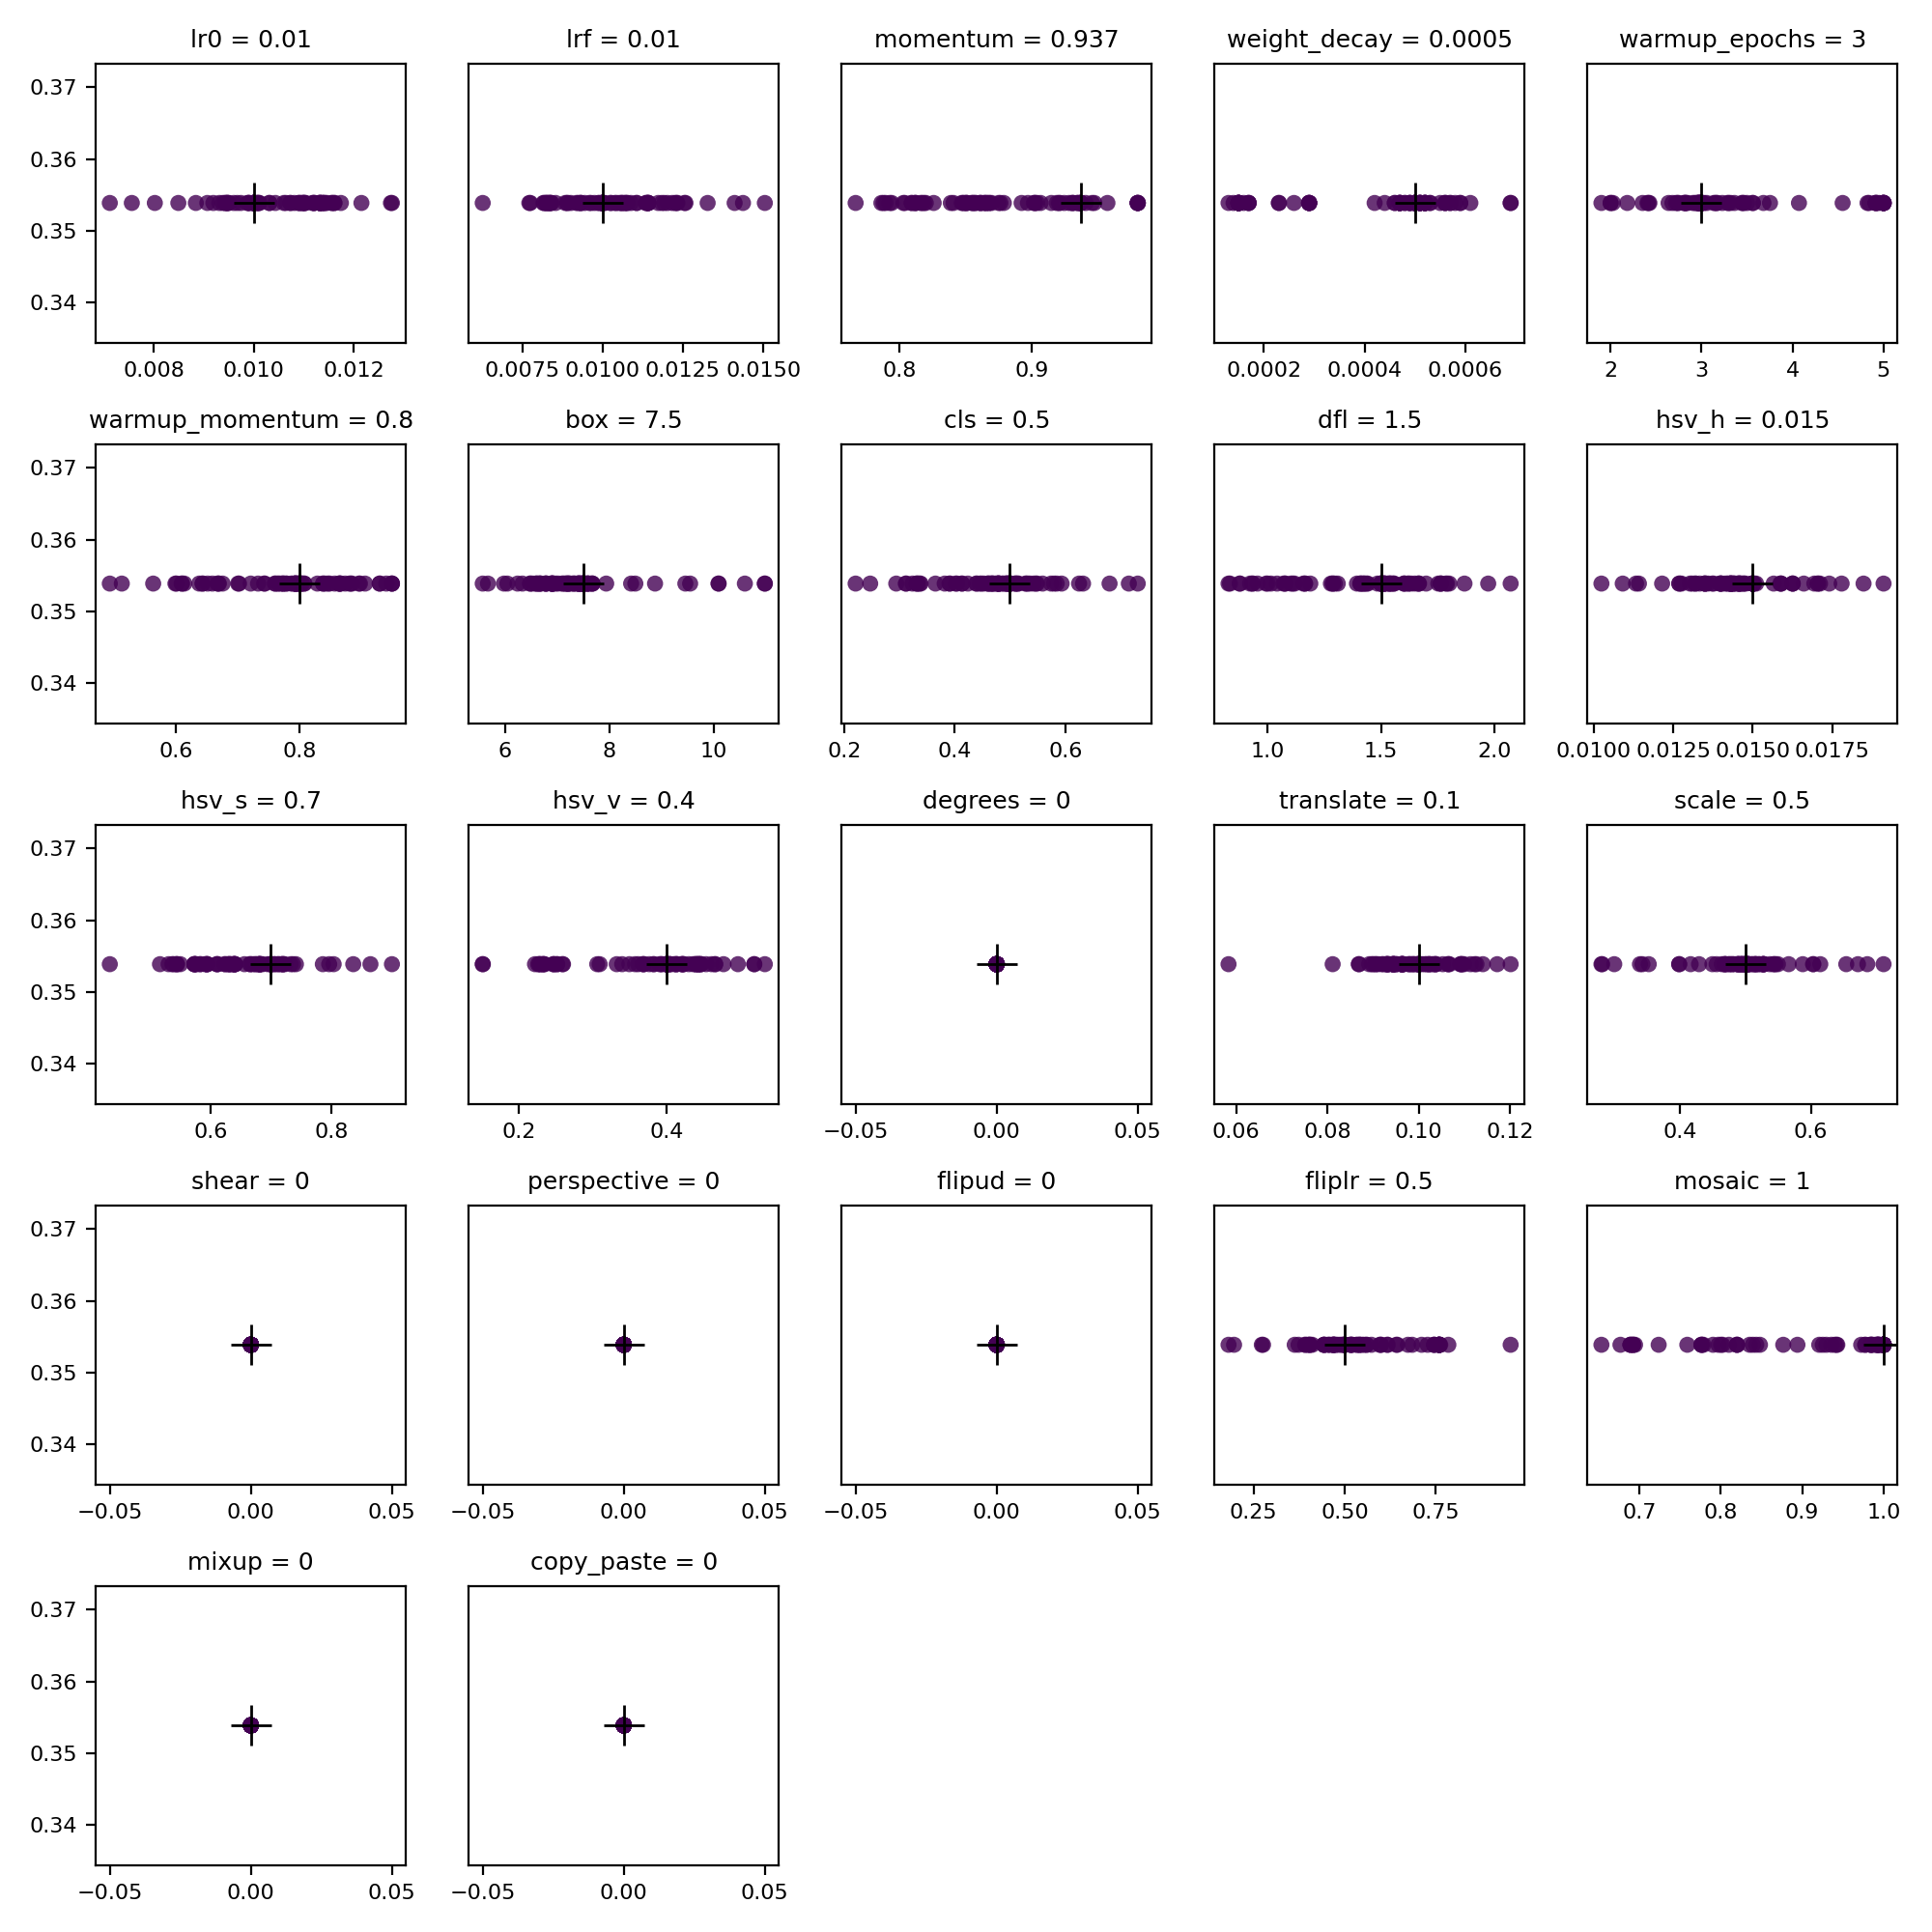 lr0 = 0.01 lrf = 0.01 momentum = 0.937 weight_decay = 0.0005 warmup_epochs = 3
0.37
0.36
0.35
0.34
0.008 0.010 0.012 0.0075 0.0100 0.0125 0.0150 0.8 0.9 0.0002 0.0004 0.0006 2 3 4 5
warmup_momentum = 0.8 box = 7.5 cls = 0.5 dfl = 1.5 hsv_h = 0.015
0.37
0.36
0.35
0.34
0.6 0.8 6 8 10 0.2 0.4 0.6 1.0 1.5 2.0 0.0100 0.0125 0.0150 0.0175
hsv_s = 0.7 hsv_v = 0.4 degrees = 0 translate = 0.1 scale = 0.5
0.37
0.36
0.35
0.34
0.6 0.8 0.2 0.4 −0.05 0.00 0.05 0.06 0.08 0.10 0.12 0.4 0.6
shear = 0 perspective = 0 flipud = 0 fliplr = 0.5 mosaic = 1
0.37
0.36
0.35
0.34
−0.05 0.00 0.05 −0.05 0.00 0.05 −0.05 0.00 0.05 0.25 0.50 0.75 0.7 0.8 0.9 1.0
mixup = 0 copy_paste = 0
0.37
0.36
0.35
0.34
−0.05 0.00 0.05 −0.05 0.00 0.05